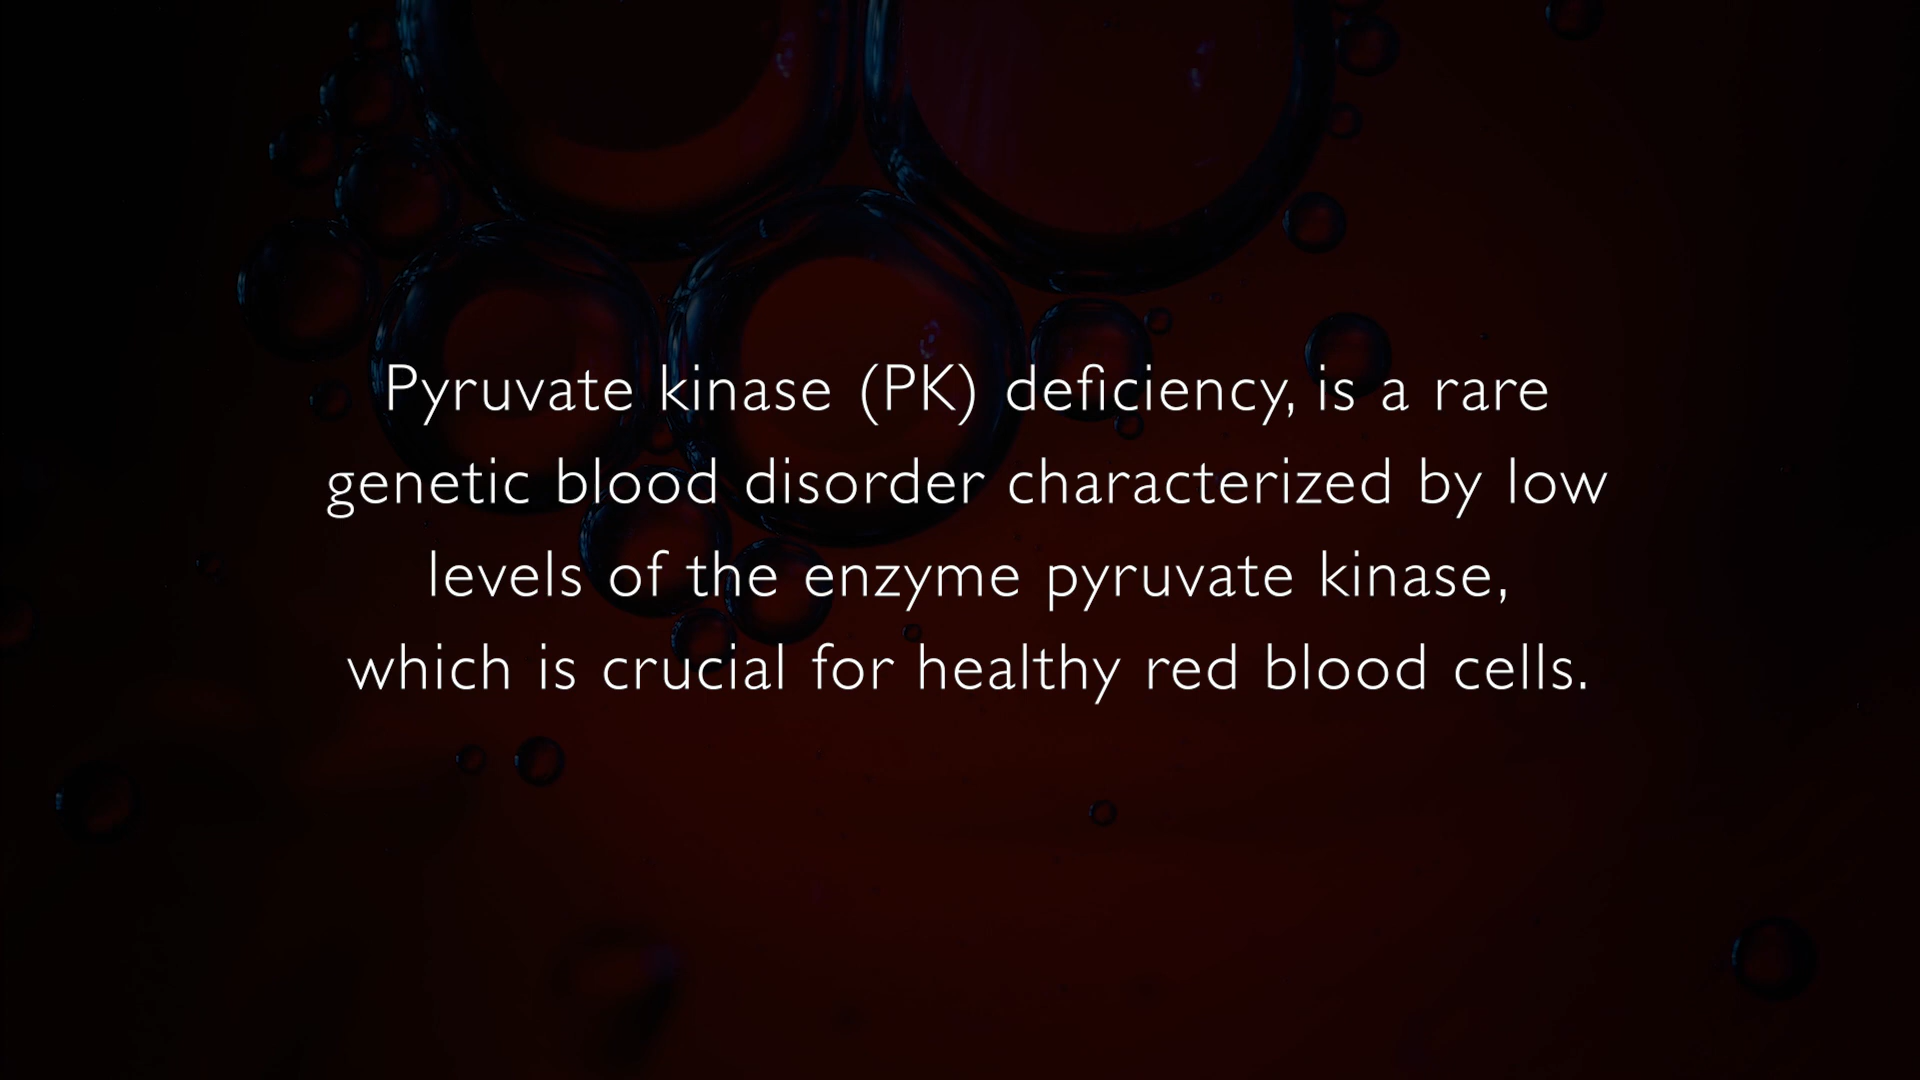 Pyruvate kinase (PK) deficiency, is a rare
genetic blood disorder characterized by low
levels of the enzyme pyruvate kinase,
which is crucial for healthy red blood cells.